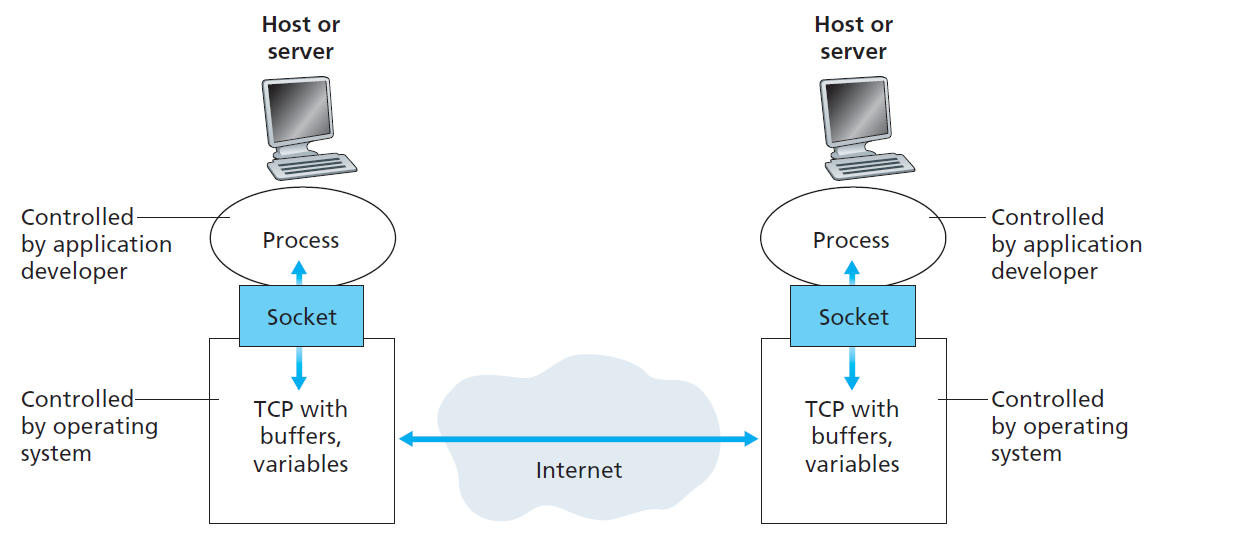 Host or
server
Host or
server
Controlled
by application
developer
Process
Process
Controlled
by application
developer
Socket
Socket
Controlled
by operating
system
TCP with
buffers,
variables
Internet
TCP with
buffers,
variables
Controlled
by operating
system